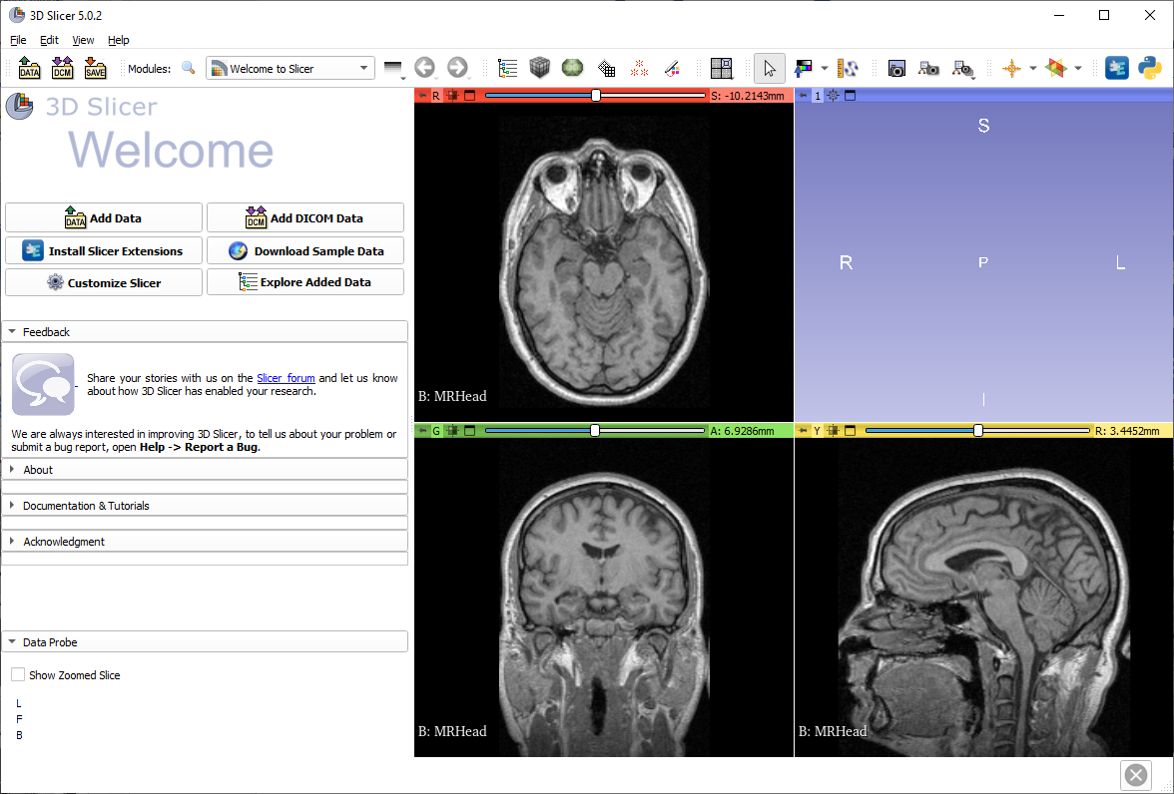 3D Slicer 5.0.2
File Edit View Help
DATA DCM SAVE Modules: Welcome to Slicer
3D Slicer
Welcome
DATA Add Data
DCM Add DICOM Data
Install Slicer Extensions
Download Sample Data
Customize Slicer
Explore Added Data
Feedback
Share your stories with us on the Slicer forum and let us know
about how 3D Slicer has enabled your research.
We are always interested in improving 3D Slicer, to tell us about your problem or
submit a bug report, open Help -> Report a Bug.
About
Documentation & Tutorials
Acknowledgment
Data Probe
Show Zoomed Slice
L
F
B
R S: -10.2143mm
B: MRHead
1
S
R P L
I
G A: 6.9286mm
B: MRHead
Y R: 3.4452mm
B: MRHead